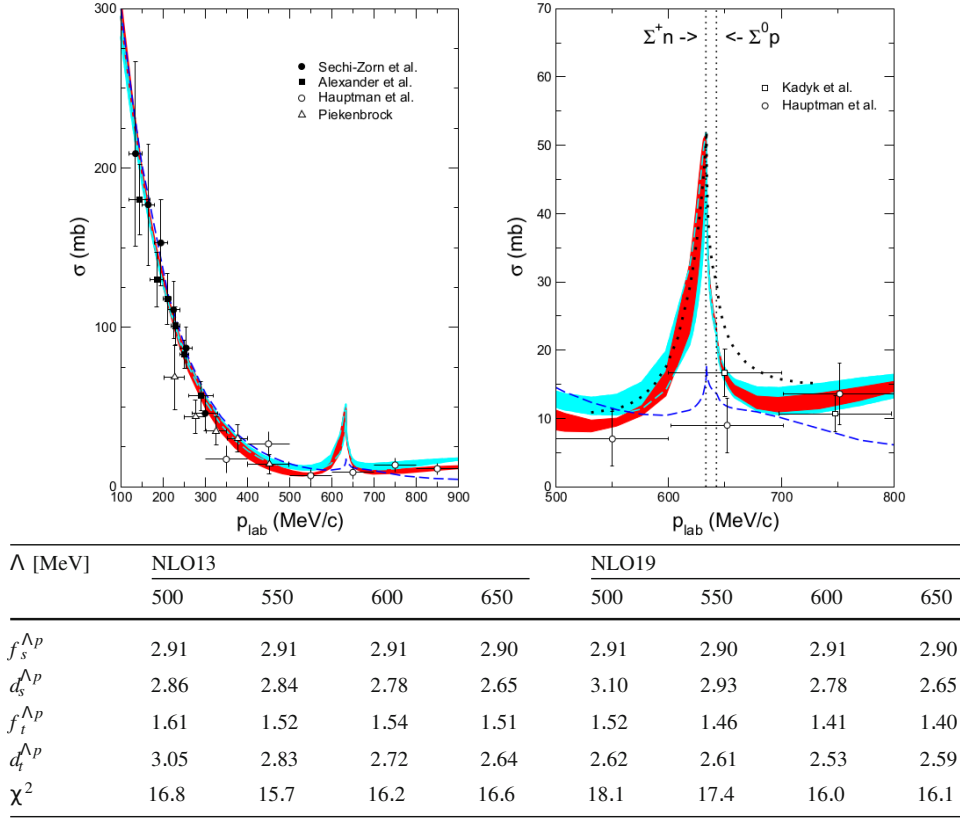 300
200
100
0
σ (mb)
100 200 300 400 500 600 700 800 900
p_lab (MeV/c)
Sechi-Zorn et al.
Alexander et al.
Hauptman et al.
Piekenbrock
70
60
50
40
30
20
10
0
σ (mb)
500 600 700 800
p_lab (MeV/c)
Σ⁺n -> <- Σ⁰p
Kadyk et al.
Hauptman et al.
Λ [MeV] NLO13 NLO19
500 550 600 650 500 550 600 650
f_s^{Λp} 2.91 2.91 2.91 2.90 2.91 2.90 2.91 2.90
d_s^{Λp} 2.86 2.84 2.78 2.65 3.10 2.93 2.78 2.65
f_t^{Λp} 1.61 1.52 1.54 1.51 1.52 1.46 1.41 1.40
d_t^{Λp} 3.05 2.83 2.72 2.64 2.62 2.61 2.53 2.59
χ² 16.8 15.7 16.2 16.6 18.1 17.4 16.0 16.1